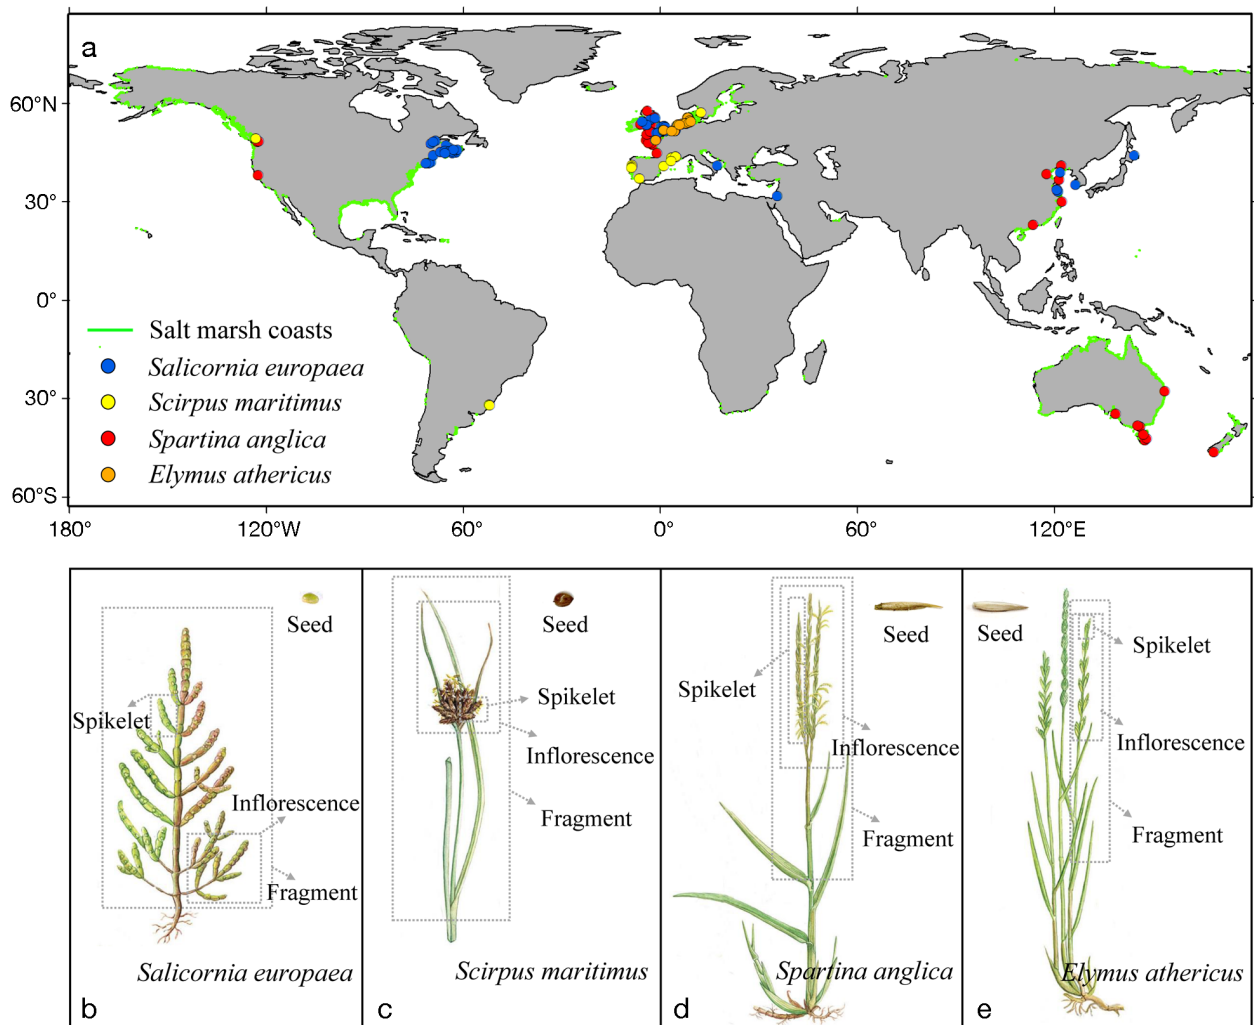 a
60°N
30°N
0°
30°
60°S
180°
120°W
60°
0°
60°
120°E
Salt marsh coasts
Salicornia europaea
Scirpus maritimus
Spartina anglica
Elymus athericus
Seed
Spikelet
Inflorescence
Fragment
Salicornia europaea
b
Seed
Spikelet
Inflorescence
Fragment
Scirpus maritimus
c
Seed
Spikelet
Inflorescence
Fragment
Spartina anglica
d
Seed
Spikelet
Inflorescence
Fragment
Elymus athericus
e